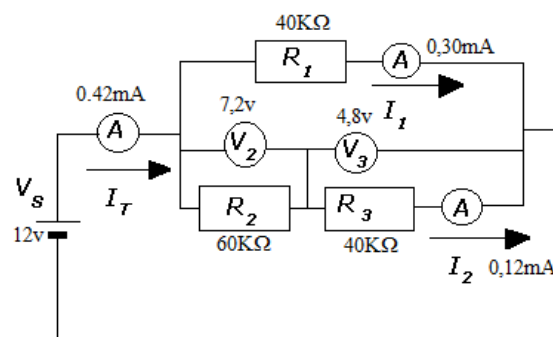 40KΩ
R1
A
0,30mA
I1
0.42mA
A
IT
7,2v
V2
4,8v
V3
VS
12v
R2
60KΩ
R3
40KΩ
A
I2
0,12mA